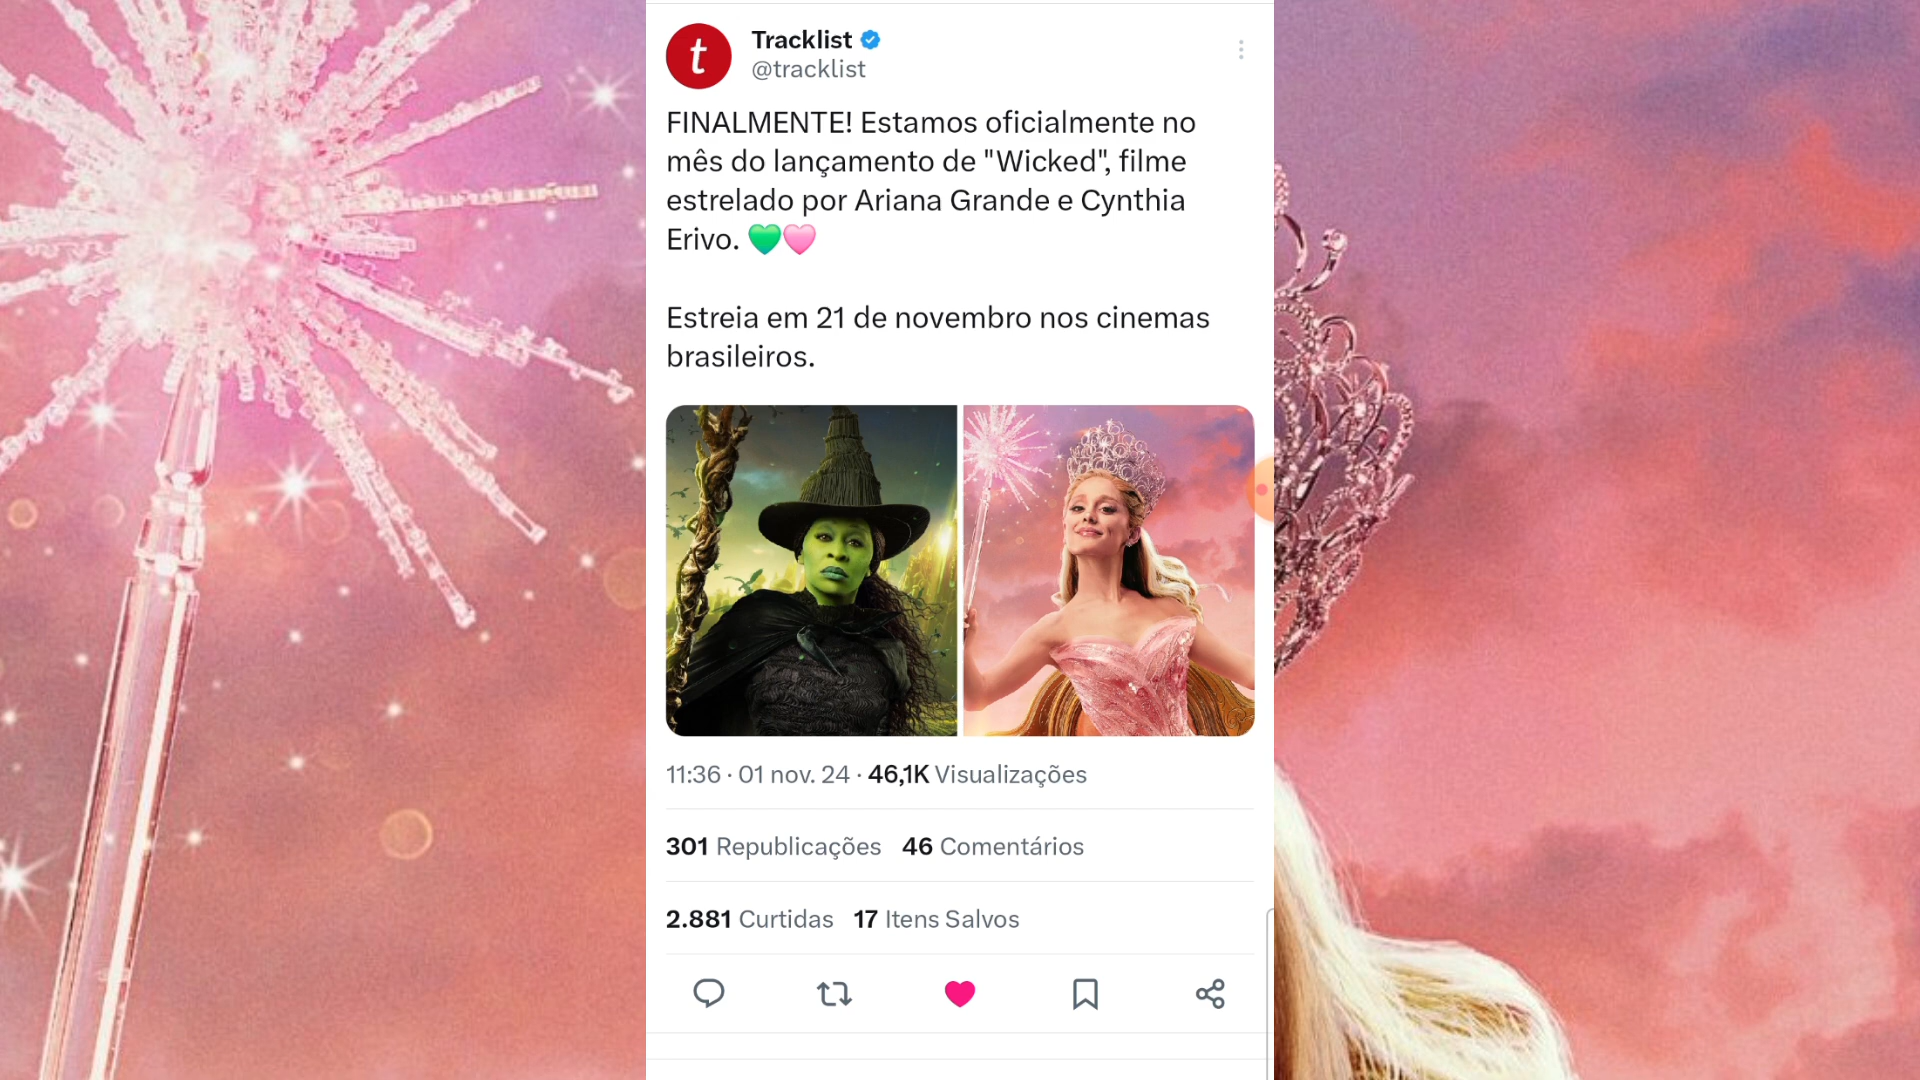 t
Tracklist
@tracklist
FINALMENTE! Estamos oficialmente no
mês do lançamento de "Wicked", filme
estrelado por Ariana Grande e Cynthia
Erivo. 💚🩷
Estreia em 21 de novembro nos cinemas
brasileiros.
11:36 · 01 nov. 24 · 46,1K Visualizações
301 Republicações 46 Comentários
2.881 Curtidas 17 Itens Salvos